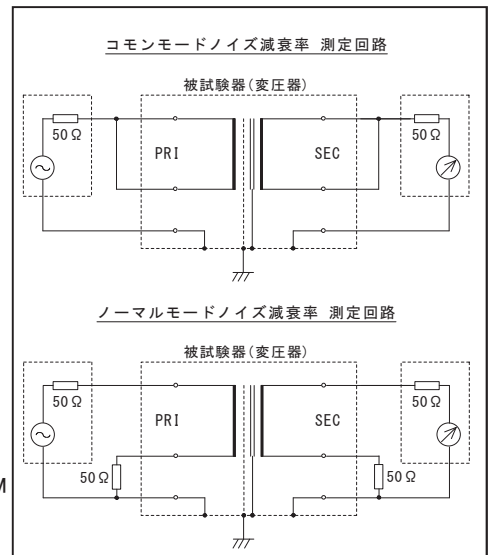 コモンモードノイズ減衰率 測定回路
被試験器(変圧器)
50Ω
PRI
SEC
50Ω
ノーマルモードノイズ減衰率 測定回路
被試験器(変圧器)
50Ω
PRI
SEC
50Ω
50Ω
50Ω
M